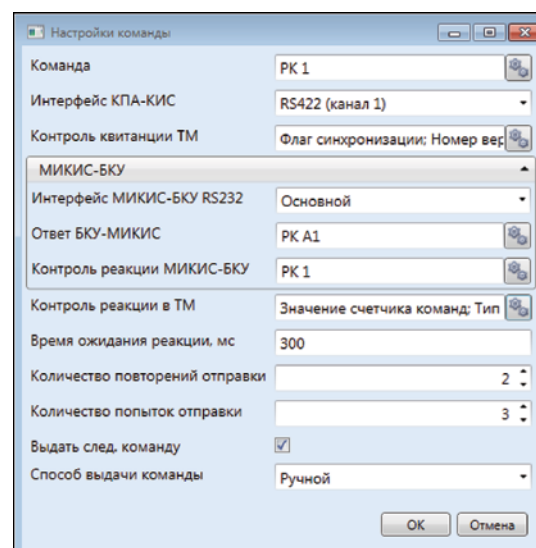 Настройки команды
Команда РК 1
Интерфейс КПА-КИС RS422 (канал 1)
Контроль квитанции ТМ Флаг синхронизации; Номер вер
МИКИС-БКУ
Интерфейс МИКИС-БКУ RS232 Основной
Ответ БКУ-МИКИС РК А1
Контроль реакции МИКИС-БКУ РК 1
Контроль реакции в ТМ Значение счетчика команд; Тип
Время ожидания реакции, мс 300
Количество повторений отправки 2
Количество попыток отправки 3
Выдать след. команду
Способ выдачи команды Ручной
ОК Отмена